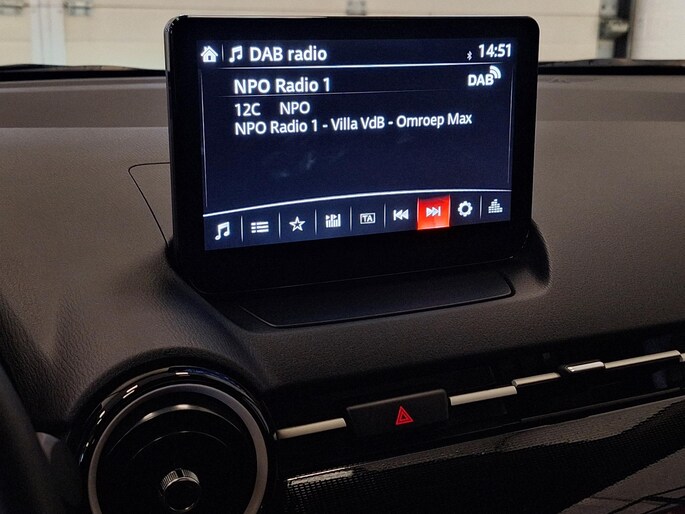 DAB radio 14:51
NPO Radio 1 DAB
12C NPO
NPO Radio 1 - Villa VdB - Omroep Max
TA